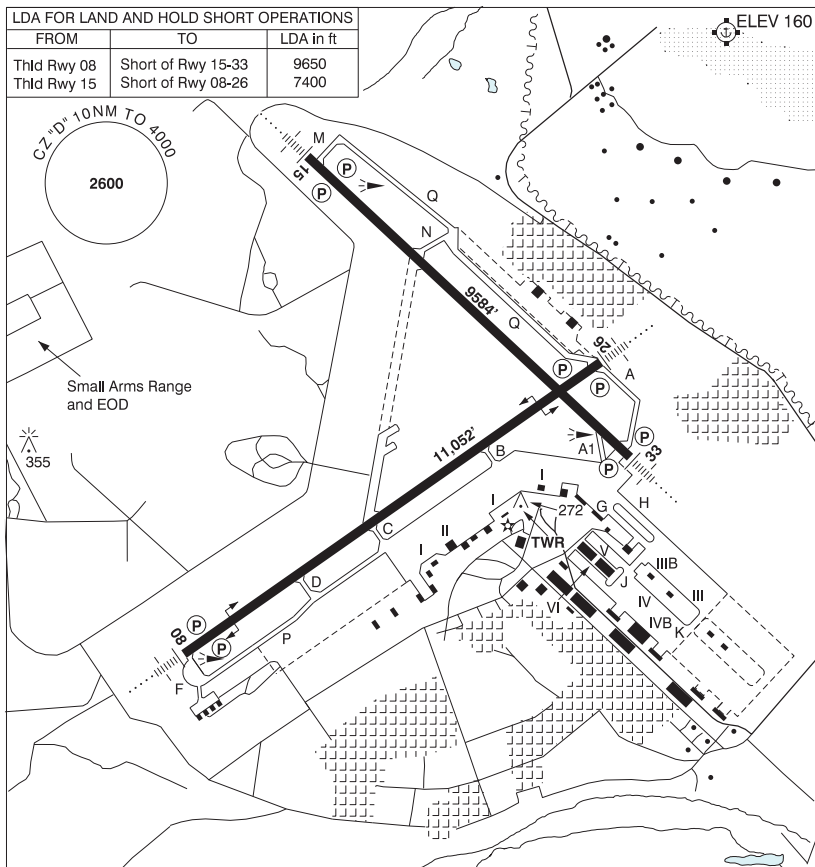 LDA FOR LAND AND HOLD SHORT OPERATIONS
FROM TO LDA in ft
Thld Rwy 08 Short of Rwy 15-33 9650
Thld Rwy 15 Short of Rwy 08-26 7400
ELEV 160
CZ "D" 10NM TO 4000
2600
M
15
P
P
Q
N
9584'
Q
26
A
P
P
Small Arms Range
and EOD
355
11,052'
B
A1
P
P
33
H
G
I
I
272
TWR
II
I
C
D
V
J
IIIB
III
VI
IV
IVB
K
08
P
P
P
F